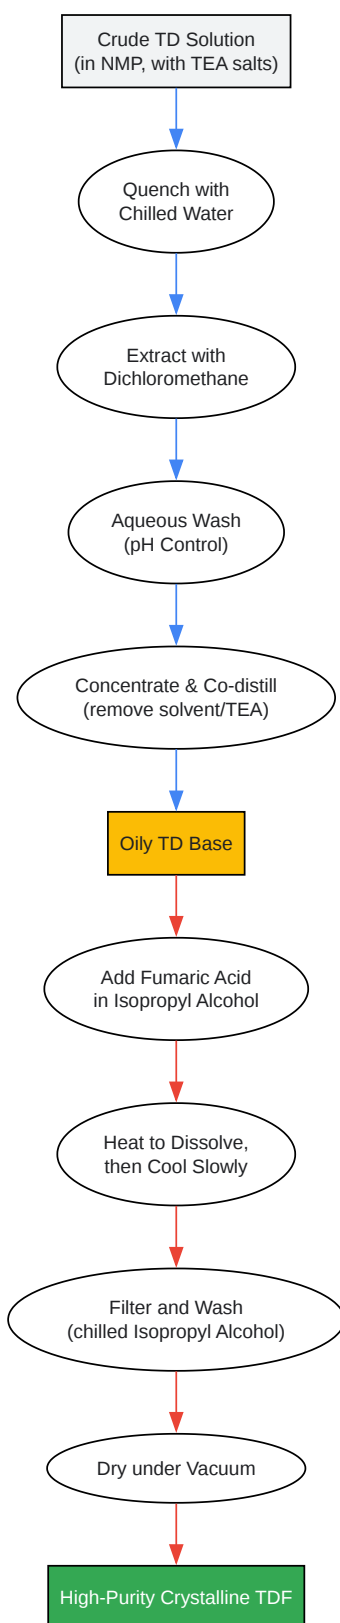 Crude TD Solution
(in NMP, with TEA salts)
Quench with
Chilled Water
Extract with
Dichloromethane
Aqueous Wash
(pH Control)
Concentrate & Co-distill
(remove solvent/TEA)
Oily TD Base
Add Fumaric Acid
in Isopropyl Alcohol
Heat to Dissolve,
then Cool Slowly
Filter and Wash
(chilled Isopropyl Alcohol)
Dry under Vacuum
High-Purity Crystalline TDF